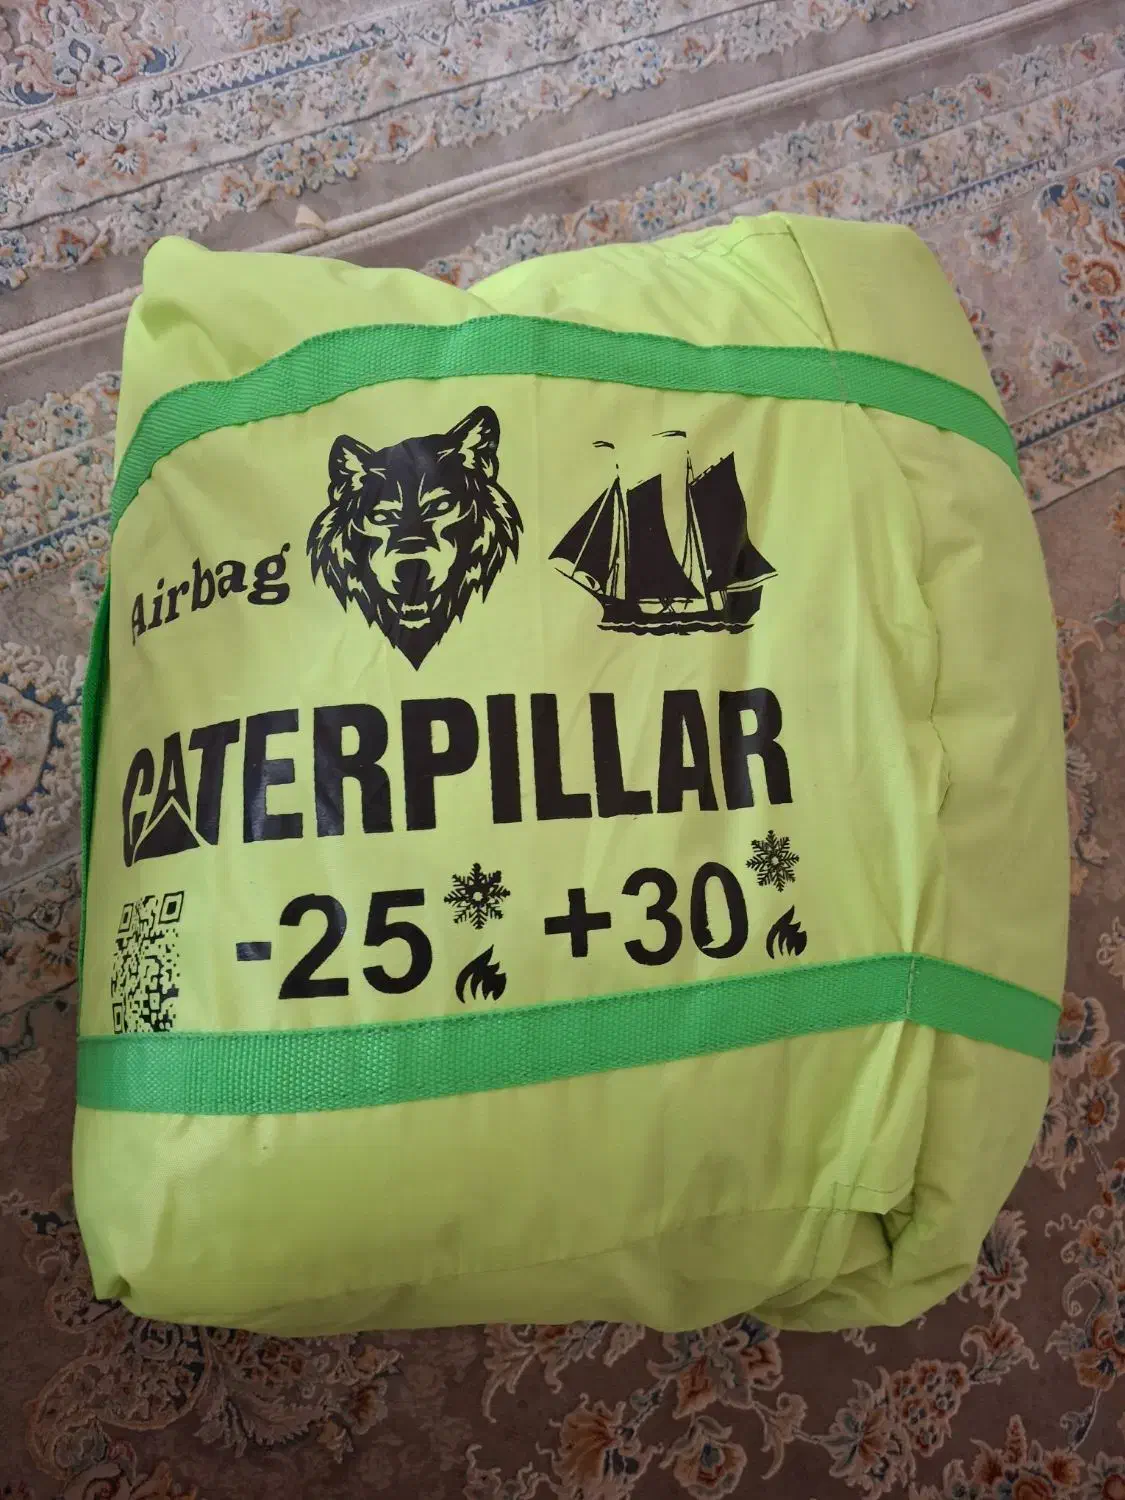 Airbag
CATERPILLAR
-25 +30